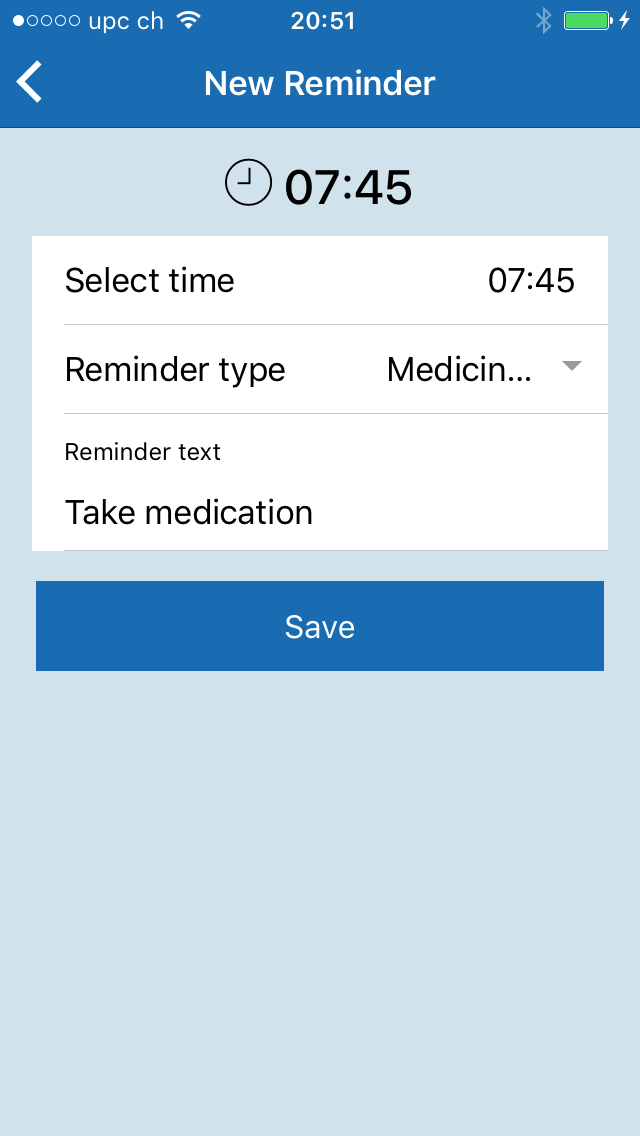 upc ch 20:51
New Reminder
07:45
Select time 07:45
Reminder type Medicin...
Reminder text
Take medication
Save